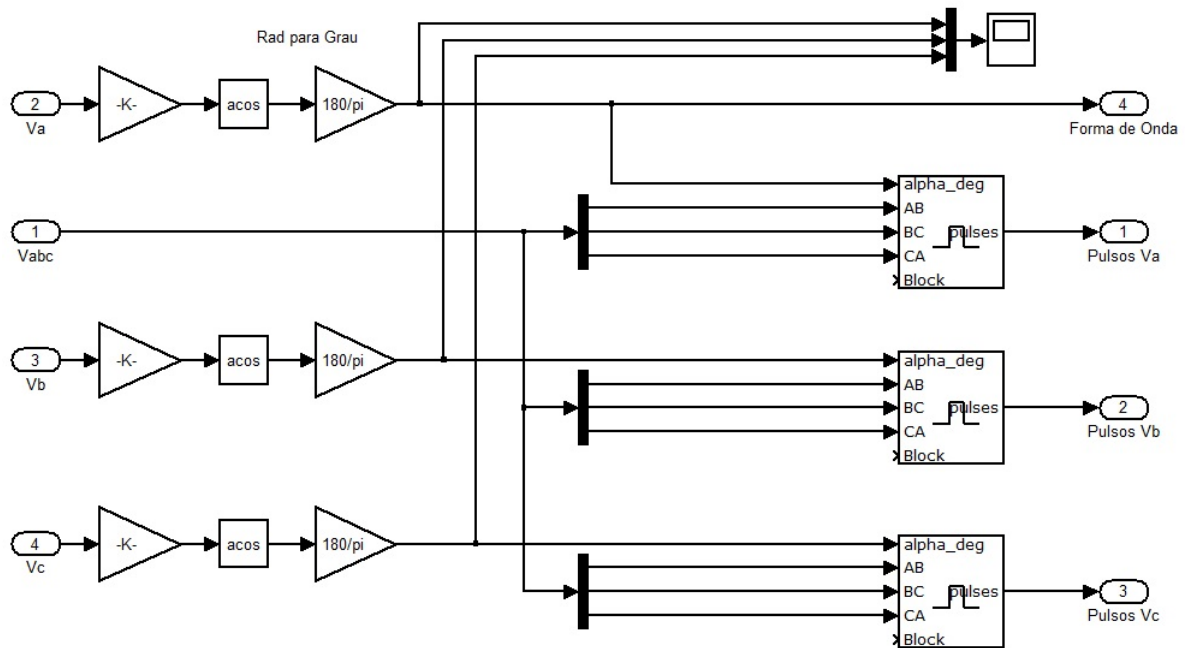 Rad para Grau
2
Va
-K-
acos
180/pi
4
Forma de Onda
1
Vabc
alpha_deg
AB
BC
CA
Block
pulses
1
Pulsos Va
3
Vb
-K-
acos
180/pi
alpha_deg
AB
BC
CA
Block
pulses
2
Pulsos Vb
4
Vc
-K-
acos
180/pi
alpha_deg
AB
BC
CA
Block
pulses
3
Pulsos Vc